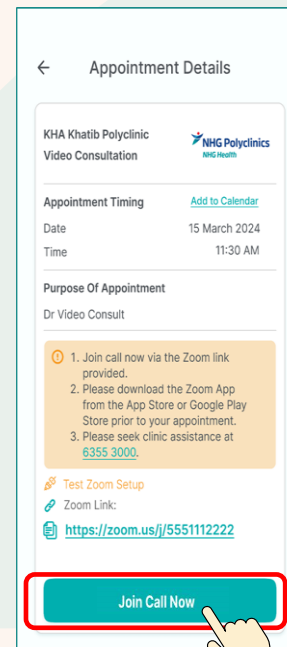 Appointment Details
KHA Khatib Polyclinic
Video Consultation
NHG Polyclinics
NHG Health
Appointment Timing Add to Calendar
Date 15 March 2024
Time 11:30 AM
Purpose Of Appointment
Dr Video Consult
1. Join call now via the Zoom link
provided.
2. Please download the Zoom App
from the App Store or Google Play
Store prior to your appointment.
3. Please seek clinic assistance at
6355 3000.
Test Zoom Setup
Zoom Link:
https://zoom.us/j/5551112222
Join Call Now